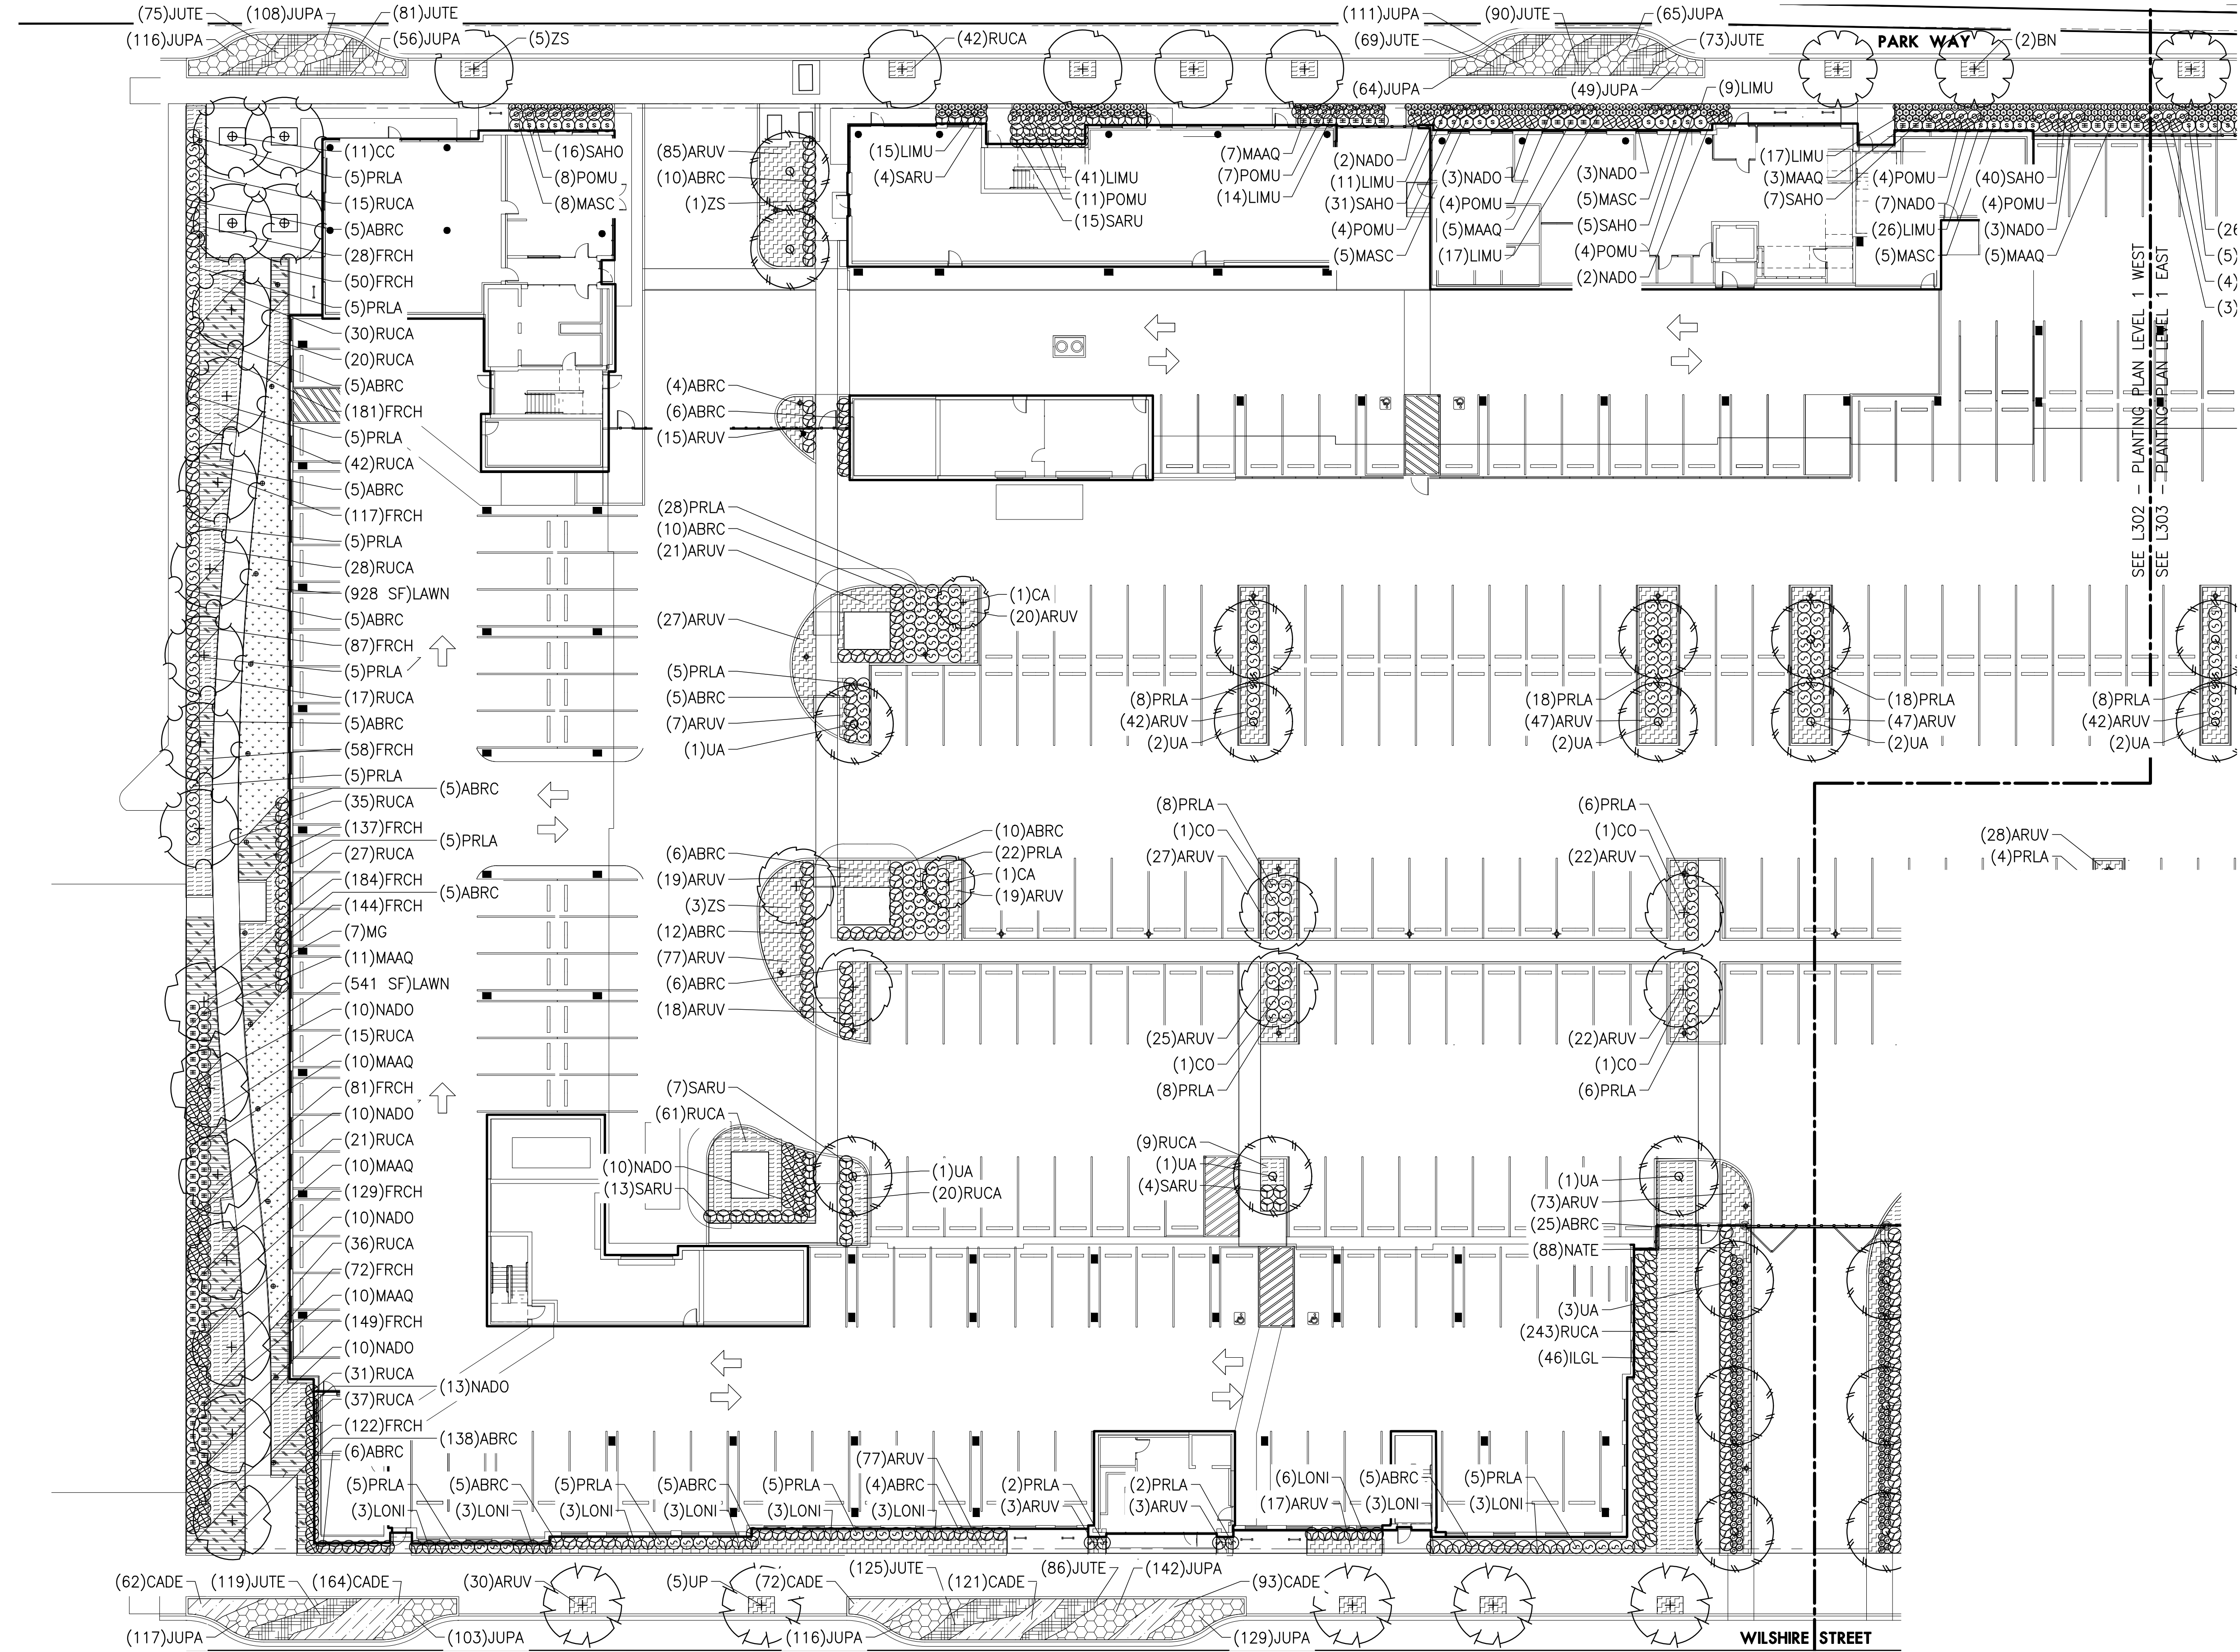 (75)JUTE
(108)JUPA
(81)JUTE
(116)JUPA
(56)JUPA
(5)ZS
(42)RUCA
(111)JUPA
(90)JUTE
(65)JUPA
(69)JUTE
(73)JUTE
(64)JUPA
(49)JUPA
(9)LIMU
PARK WAY
(2)BN
(11)CC
(5)PRLA
(15)RUCA
(5)ABRC
(28)FRCH
(50)FRCH
(5)PRLA
(30)RUCA
(20)RUCA
(5)ABRC
(181)FRCH
(5)PRLA
(42)RUCA
(5)ABRC
(117)FRCH
(5)PRLA
(28)RUCA
(928 SF)LAWN
(5)ABRC
(87)FRCH
(5)PRLA
(17)RUCA
(5)ABRC
(58)FRCH
(5)PRLA
(5)ABRC
(35)RUCA
(137)FRCH
(5)PRLA
(27)RUCA
(184)FRCH
(5)ABRC
(144)FRCH
(7)MG
(11)MAAQ
(541 SF)LAWN
(10)NADO
(15)RUCA
(10)MAAQ
(81)FRCH
(10)NADO
(21)RUCA
(10)MAAQ
(129)FRCH
(10)NADO
(36)RUCA
(72)FRCH
(10)MAAQ
(149)FRCH
(10)NADO
(31)RUCA
(13)NADO
(37)RUCA
(122)FRCH
(138)ABRC
(6)ABRC
(16)SAHO
(8)POMU
(8)MASC
(85)ARUV
(10)ABRC
(1)ZS
(15)LIMU
(4)SARU
(41)LIMU
(11)POMU
(15)SARU
(7)MAAQ
(7)POMU
(14)LIMU
(2)NADO
(11)LIMU
(31)SAHO
(4)POMU
(5)MASC
(3)NADO
(4)POMU
(5)MAAQ
(17)LIMU
(3)NADO
(5)MASC
(5)SAHO
(4)POMU
(2)NADO
(17)LIMU
(3)MAAQ
(7)SAHO
(4)POMU
(7)NADO
(26)LIMU
(5)MASC
(40)SAHO
(4)POMU
(3)NADO
(5)MAAQ
(26
(5)
(4)
(3)
SEE L302 - PLANTING PLAN LEVEL 1 WEST
SEE L303 - PLANTING PLAN LEVEL 1 EAST
(4)ABRC
(6)ABRC
(15)ARUV
(28)PRLA
(10)ABRC
(21)ARUV
(27)ARUV
(1)CA
(20)ARUV
(5)PRLA
(5)ABRC
(7)ARUV
(1)UA
(8)PRLA
(42)ARUV
(2)UA
(18)PRLA
(47)ARUV
(2)UA
(18)PRLA
(47)ARUV
(2)UA
(8)PRLA
(42)ARUV
(2)UA
(6)ABRC
(19)ARUV
(3)ZS
(12)ABRC
(77)ARUV
(6)ABRC
(18)ARUV
(10)ABRC
(22)PRLA
(1)CA
(19)ARUV
(8)PRLA
(1)CO
(27)ARUV
(25)ARUV
(1)CO
(8)PRLA
(6)PRLA
(1)CO
(22)ARUV
(22)ARUV
(1)CO
(6)PRLA
(28)ARUV
(4)PRLA
(7)SARU
(61)RUCA
(10)NADO
(13)SARU
(1)UA
(20)RUCA
(9)RUCA
(1)UA
(4)SARU
(1)UA
(73)ARUV
(25)ABRC
(88)NATE
(3)UA
(243)RUCA
(46)ILGL
(5)PRLA
(3)LONI
(5)ABRC
(3)LONI
(5)PRLA
(3)LONI
(5)ABRC
(3)LONI
(5)PRLA
(3)LONI
(77)ARUV
(4)ABRC
(3)LONI
(2)PRLA
(3)ARUV
(2)PRLA
(3)ARUV
(6)LONI
(17)ARUV
(5)ABRC
(3)LONI
(5)PRLA
(3)LONI
(62)CADE
(119)JUTE
(164)CADE
(30)ARUV
(5)UP
(72)CADE
(125)JUTE
(121)CADE
(86)JUTE
(142)JUPA
(93)CADE
(117)JUPA
(103)JUPA
(116)JUPA
(129)JUPA
WILSHIRE STREET